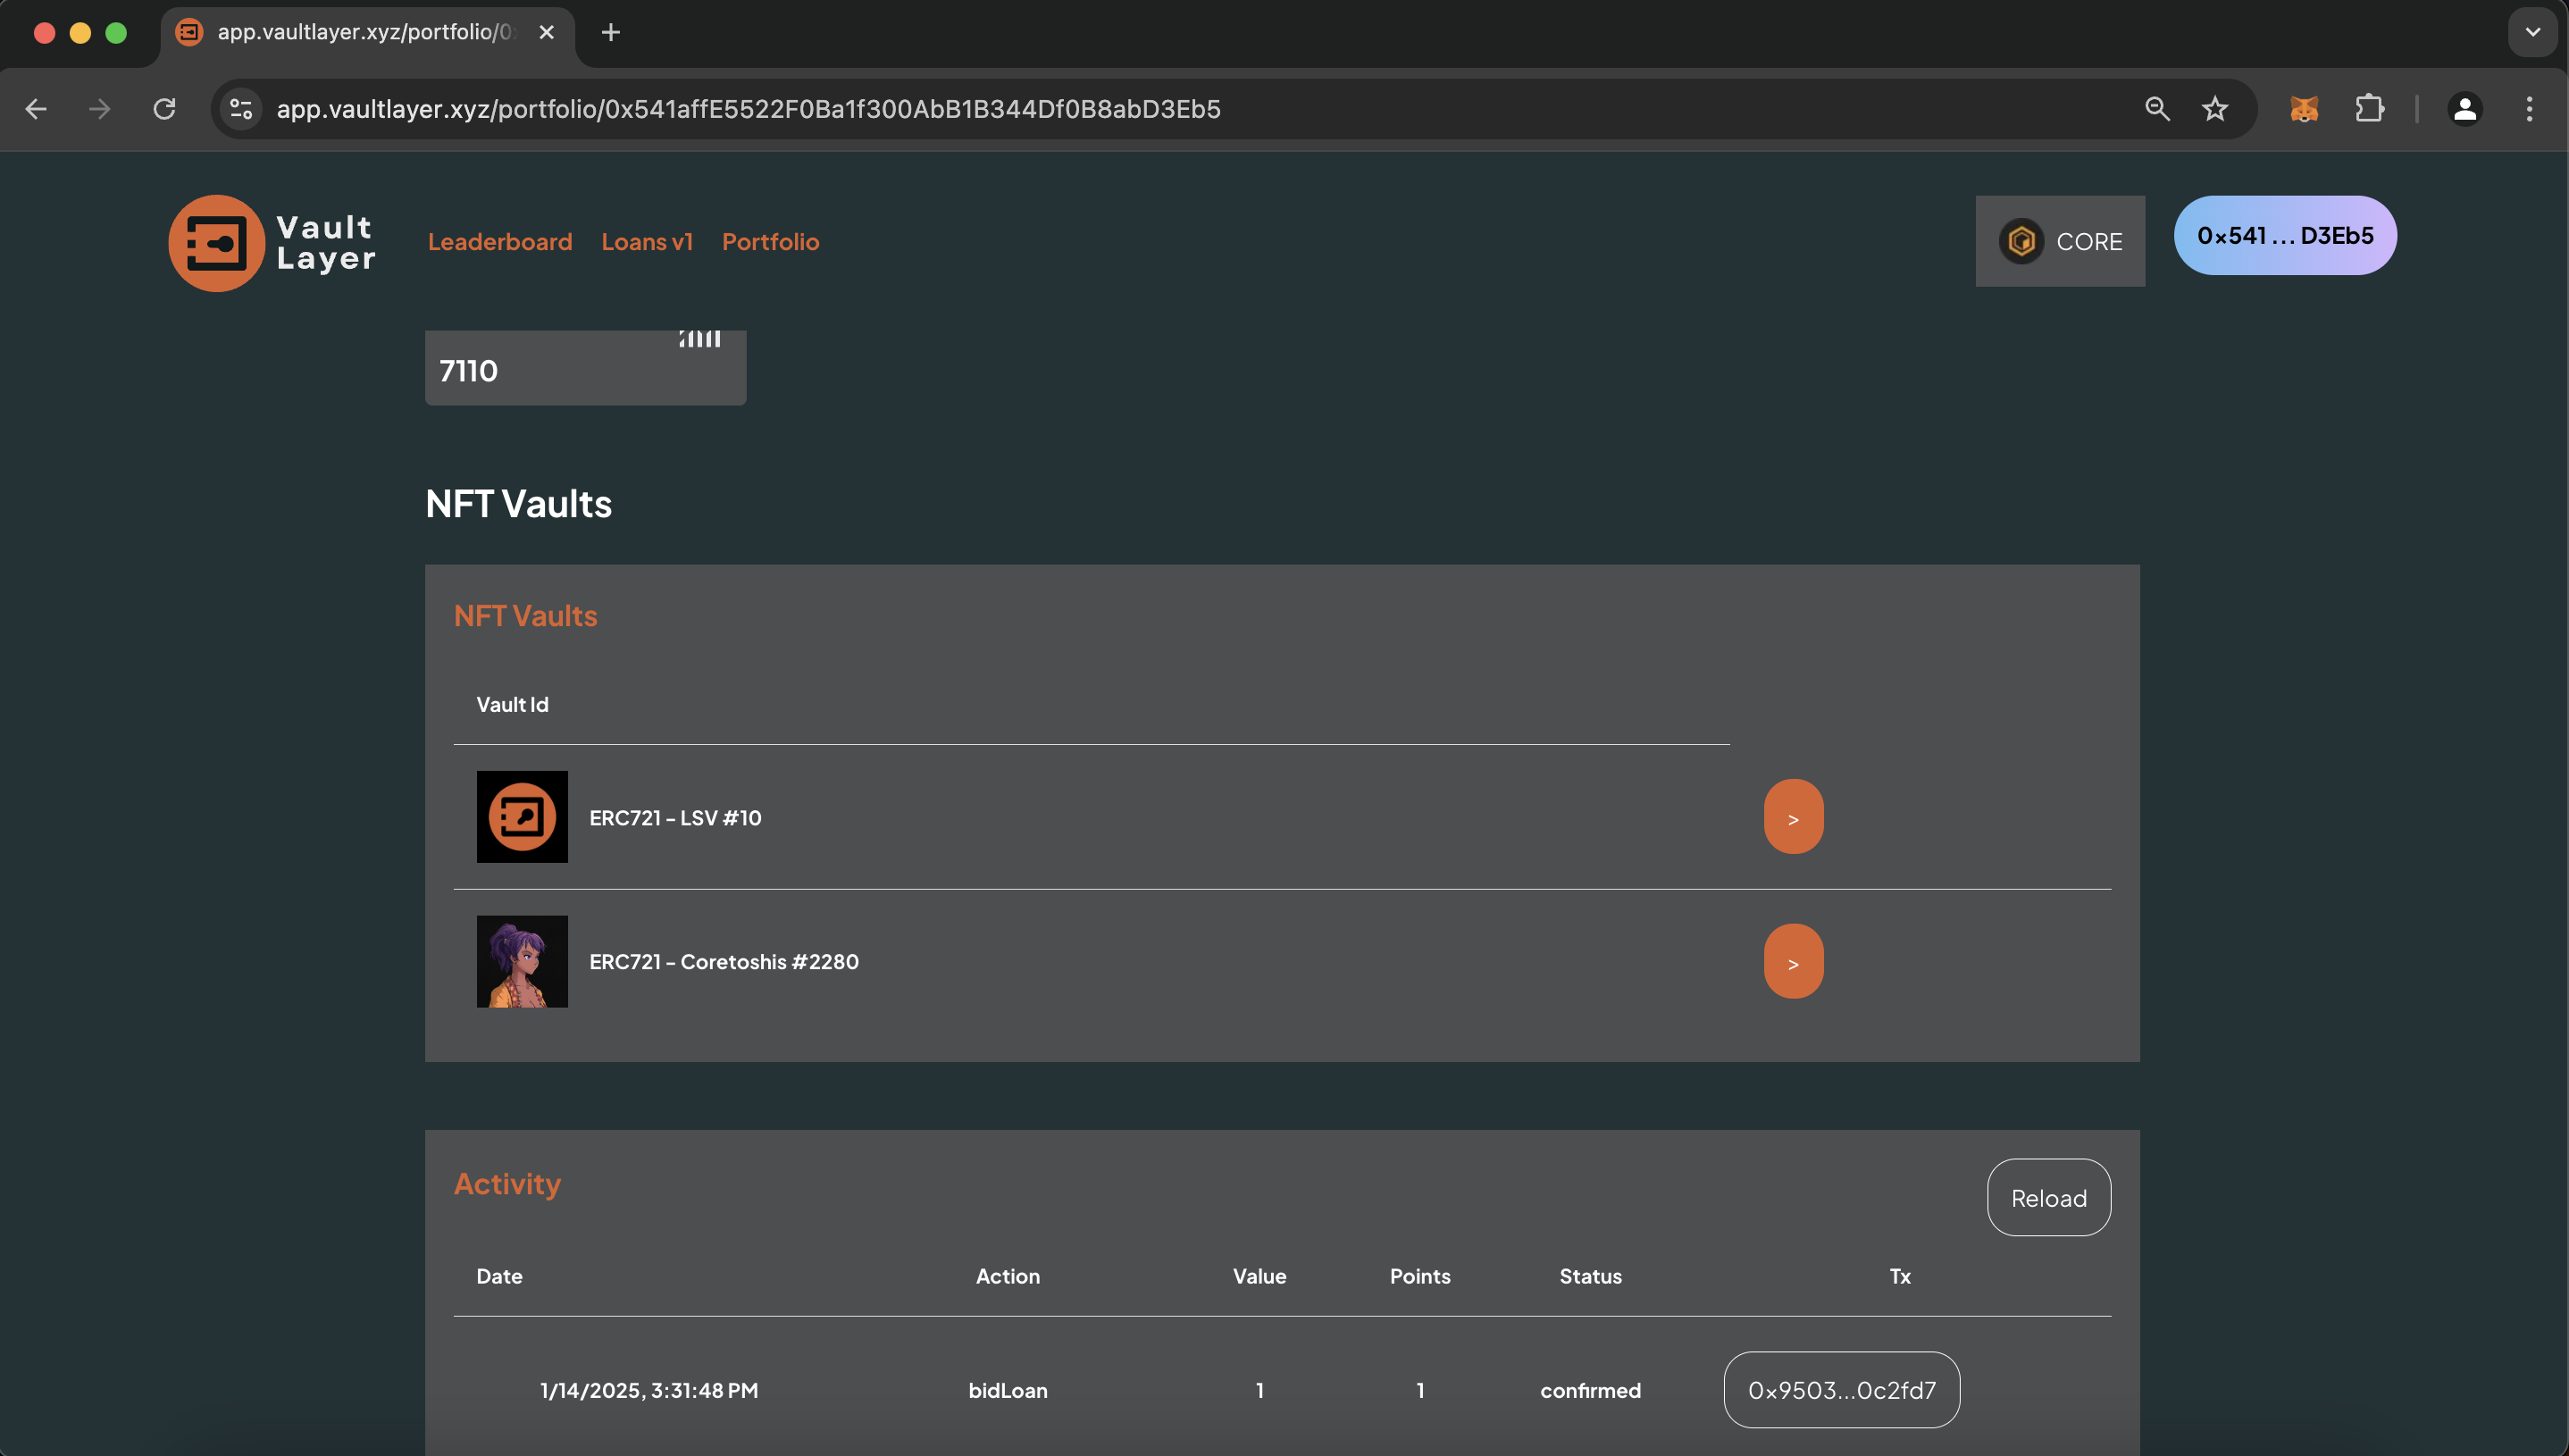 app.vaultlayer.xyz/portfolio/0
app.vaultlayer.xyz/portfolio/0x541affE5522F0Ba1f300AbB1B344Df0B8abD3Eb5
Vault
Layer
Leaderboard Loans v1 Portfolio
CORE
0x541 ... D3Eb5
7110
NFT Vaults
NFT Vaults
Vault Id
ERC721 - LSV #10
>
ERC721 - Coretoshis #2280
>
Activity
Reload
Date Action Value Points Status Tx
1/14/2025, 3:31:48 PM bidLoan 1 1 confirmed 0x9503...0c2fd7